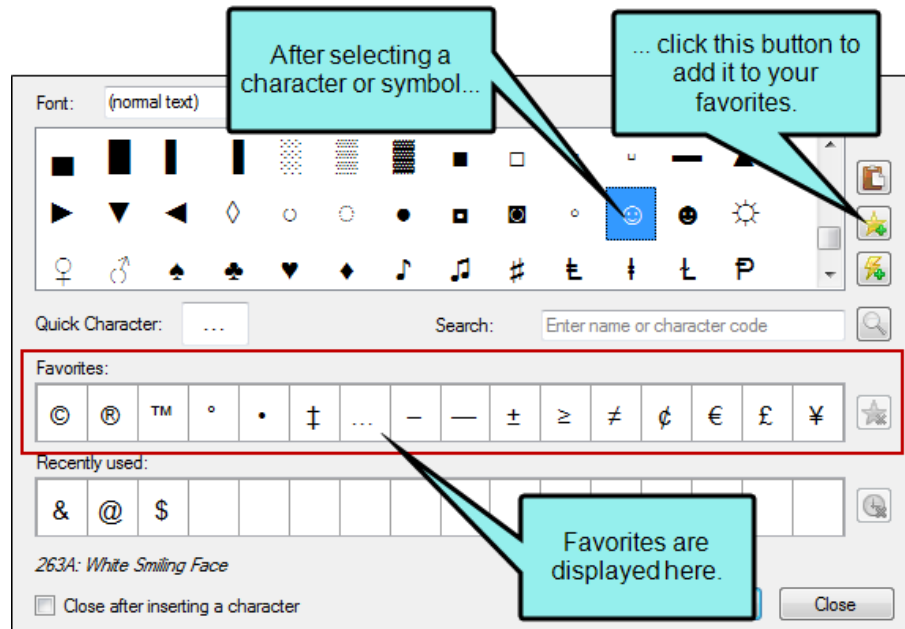 After selecting a
character or symbol...
... click this button to
add it to your
favorites.
Font: (normal text)
Quick Character: ...
Search: Enter name or character code
Favorites:
© ® ™ ° • ‡ … – — ± ≥ ≠ ¢ € £ ¥
Recently used:
& @ $
Favorites are
displayed here.
263A: White Smiling Face
Close after inserting a character
Close